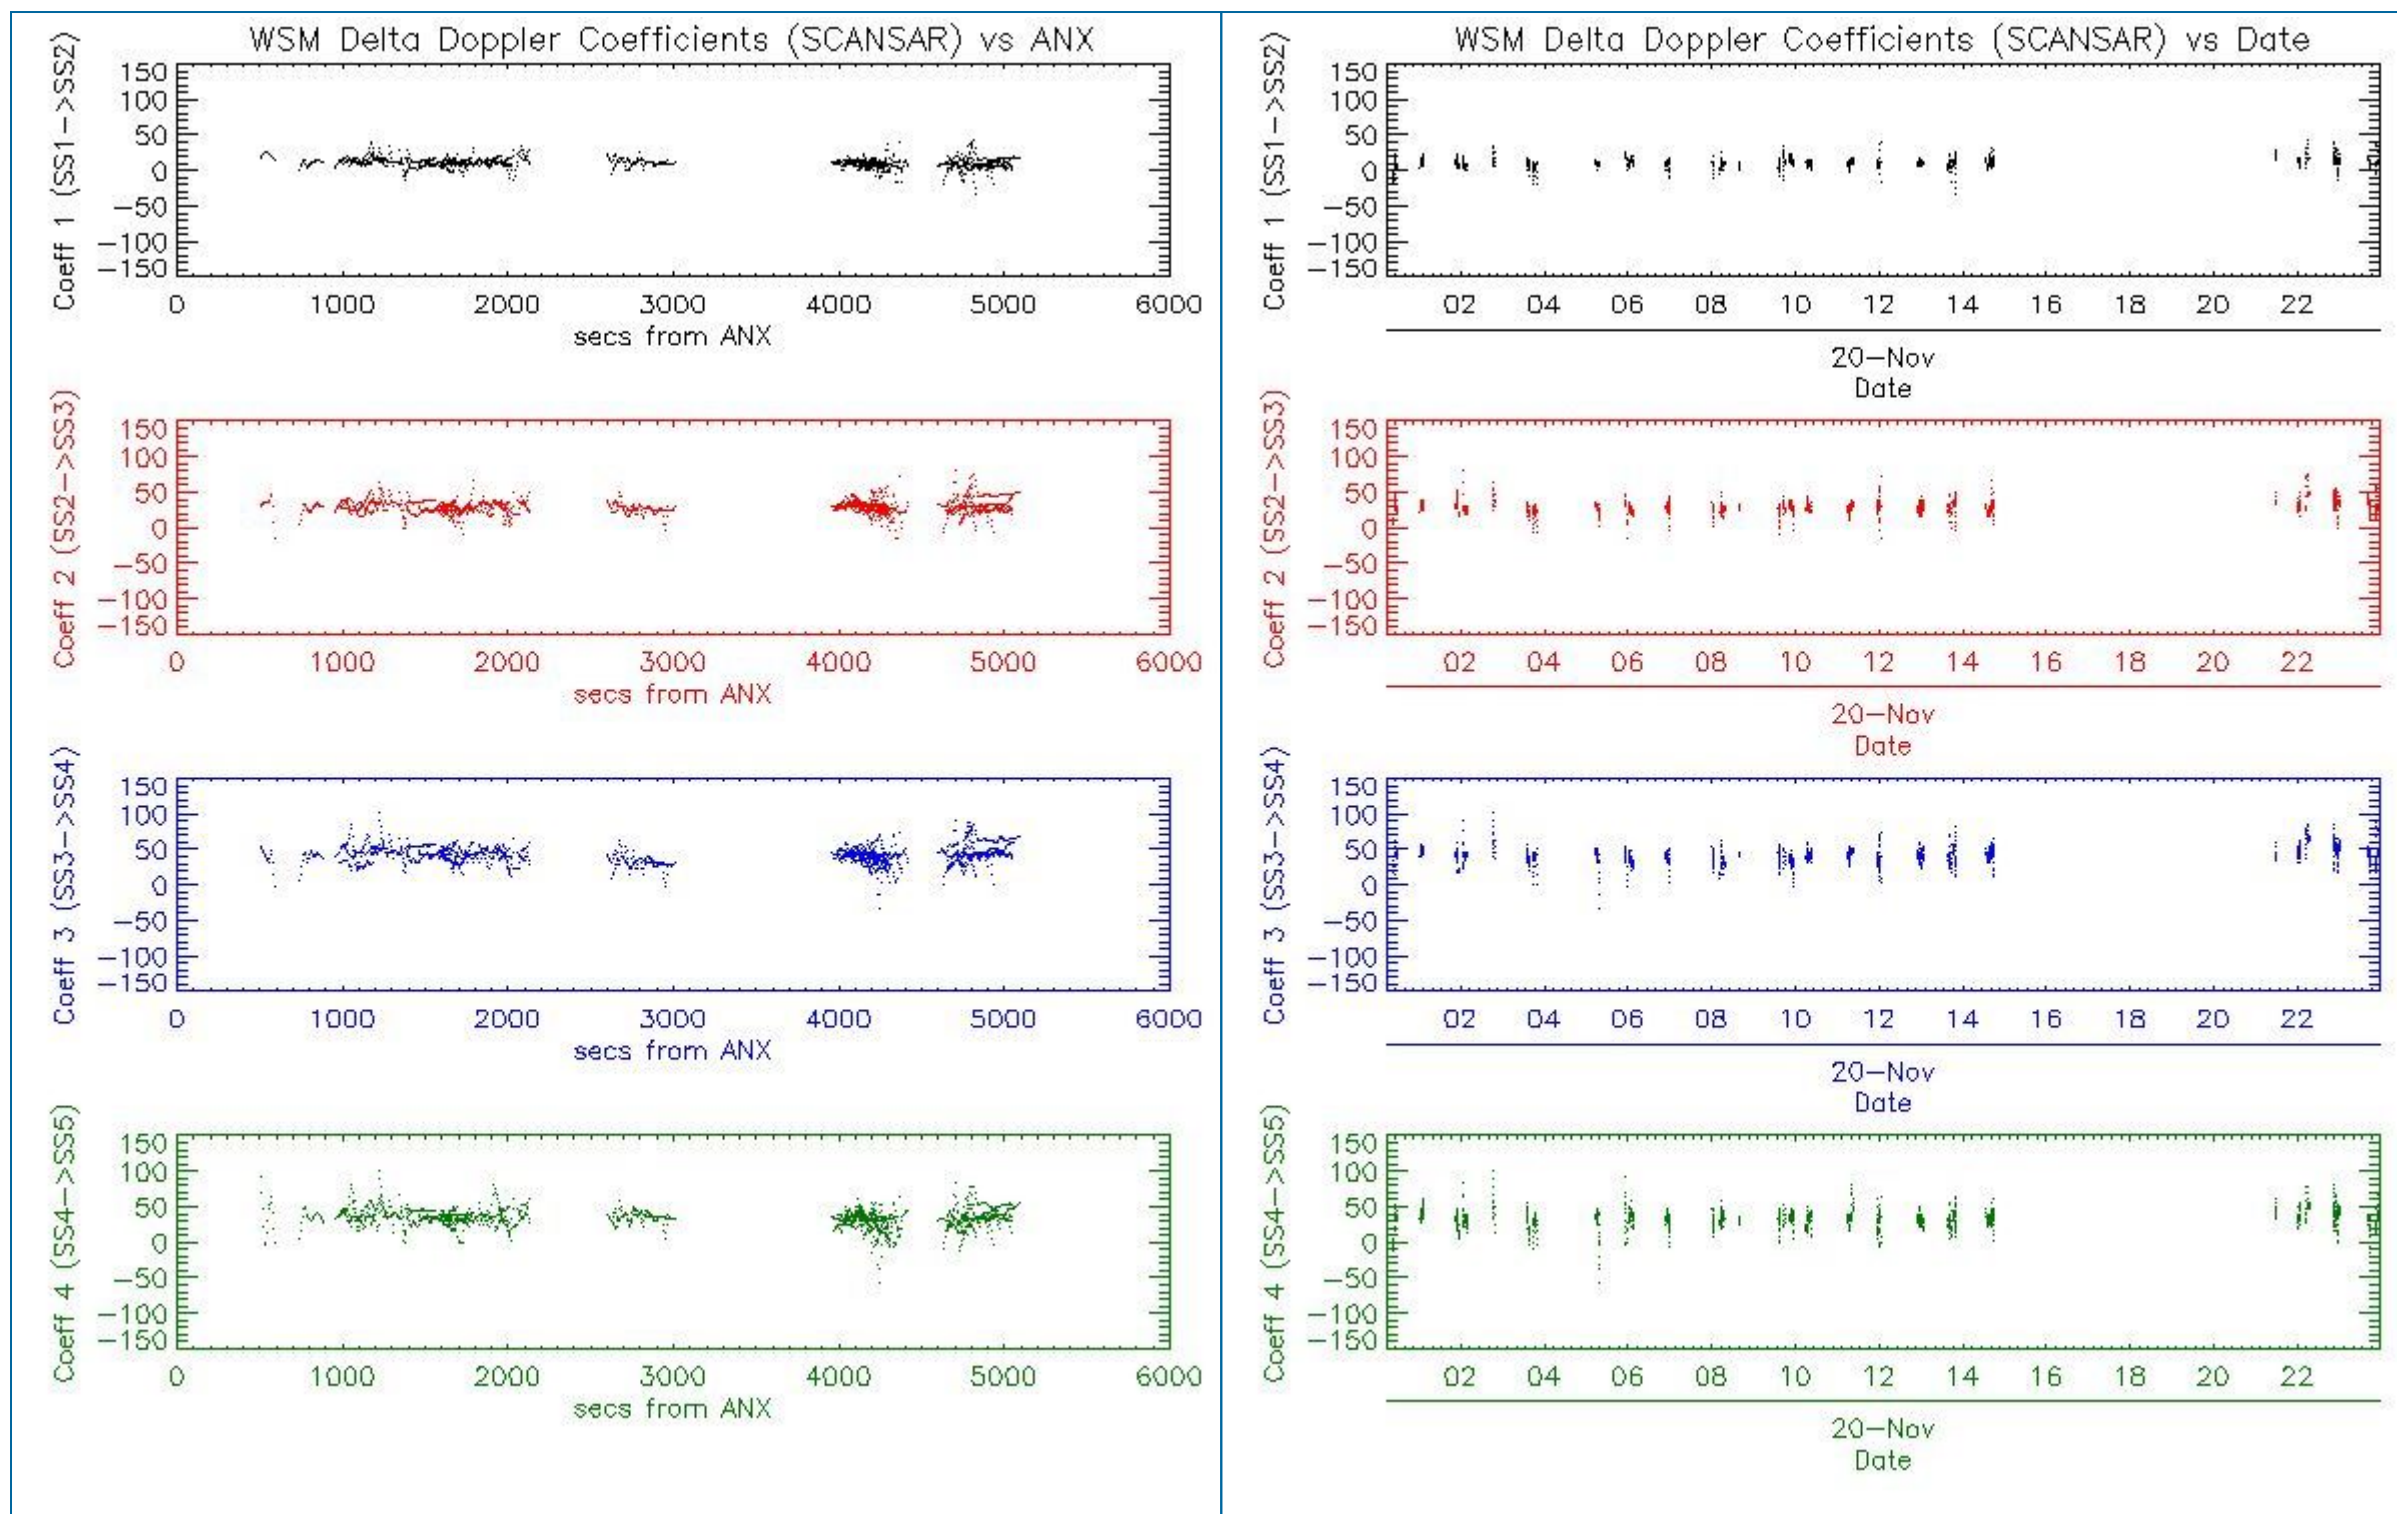 WSM Delta Doppler Coefficients (SCANSAR) vs ANX
Coeff 1 (SS1->SS2)
150
100
50
0
-50
-100
-150
0 1000 2000 3000 4000 5000 6000
secs from ANX
Coeff 2 (SS2->SS3)
150
100
50
0
-50
-100
-150
0 1000 2000 3000 4000 5000 6000
secs from ANX
Coeff 3 (SS3->SS4)
150
100
50
0
-50
-100
-150
0 1000 2000 3000 4000 5000 6000
secs from ANX
Coeff 4 (SS4->SS5)
150
100
50
0
-50
-100
-150
0 1000 2000 3000 4000 5000 6000
secs from ANX
WSM Delta Doppler Coefficients (SCANSAR) vs Date
Coeff 1 (SS1->SS2)
150
100
50
0
-50
-100
-150
02 04 06 08 10 12 14 16 18 20 22
20-Nov
Date
Coeff 2 (SS2->SS3)
150
100
50
0
-50
-100
-150
02 04 06 08 10 12 14 16 18 20 22
20-Nov
Date
Coeff 3 (SS3->SS4)
150
100
50
0
-50
-100
-150
02 04 06 08 10 12 14 16 18 20 22
20-Nov
Date
Coeff 4 (SS4->SS5)
150
100
50
0
-50
-100
-150
02 04 06 08 10 12 14 16 18 20 22
20-Nov
Date